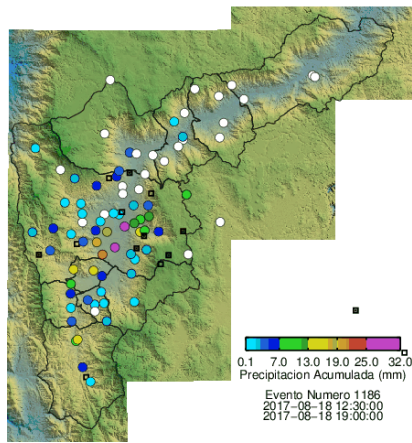 0.1 7.0 13.0 19.0 25.0 32.0
Precipitacion Acumulada (mm)
Evento Numero 1186
2017-08-18 12:30:00
2017-08-18 19:00:00